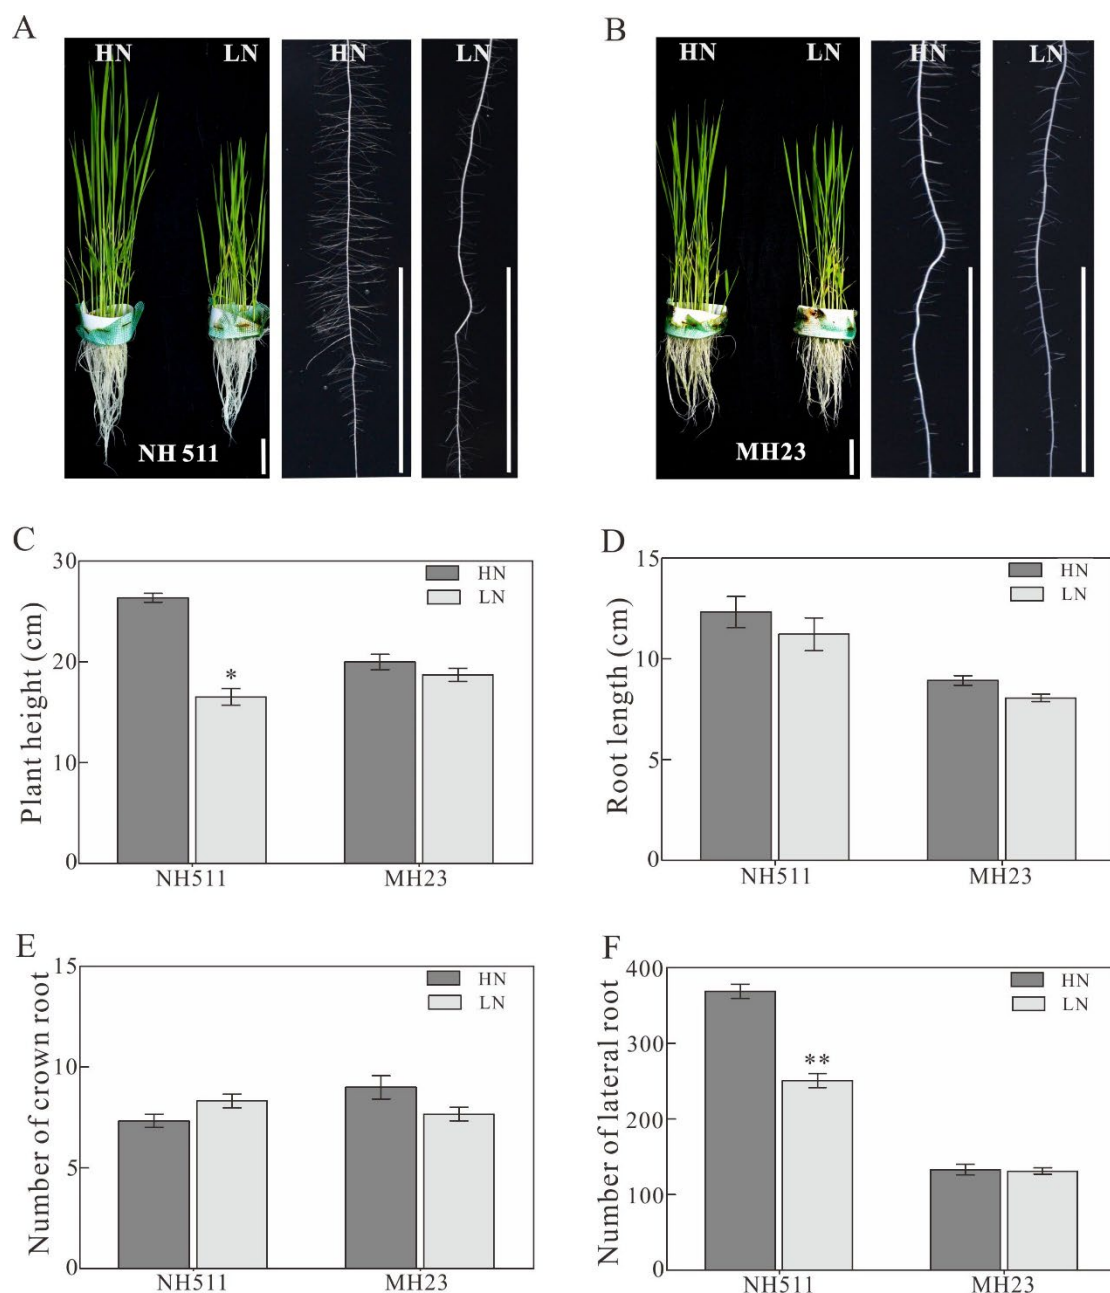 A
HN LN HN LN
NH 511
B
HN LN HN LN
MH23
C
Plant height (cm)
30
20
10
0
HN
LN
*
NH511 MH23
D
Root length (cm)
15
10
5
0
HN
LN
NH511 MH23
E
Number of crown root
15
10
5
0
HN
LN
NH511 MH23
F
Number of lateral root
400
300
200
100
0
HN
LN
**
NH511 MH23